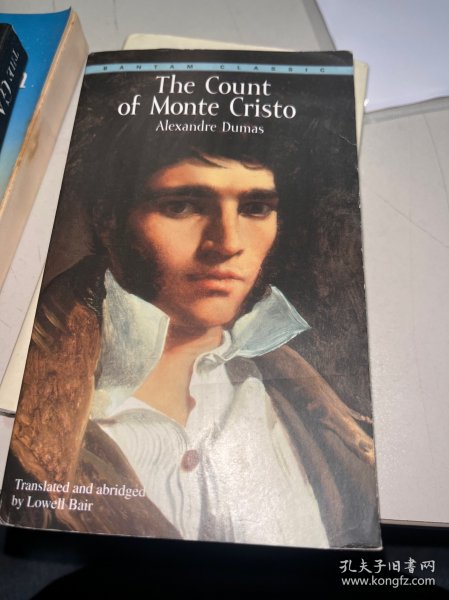 BANTAM CLASSIC
The Count
of Monte Cristo
Alexandre Dumas
Translated and abridged
by Lowell Bair
孔夫子旧书网
www.kongfz.com